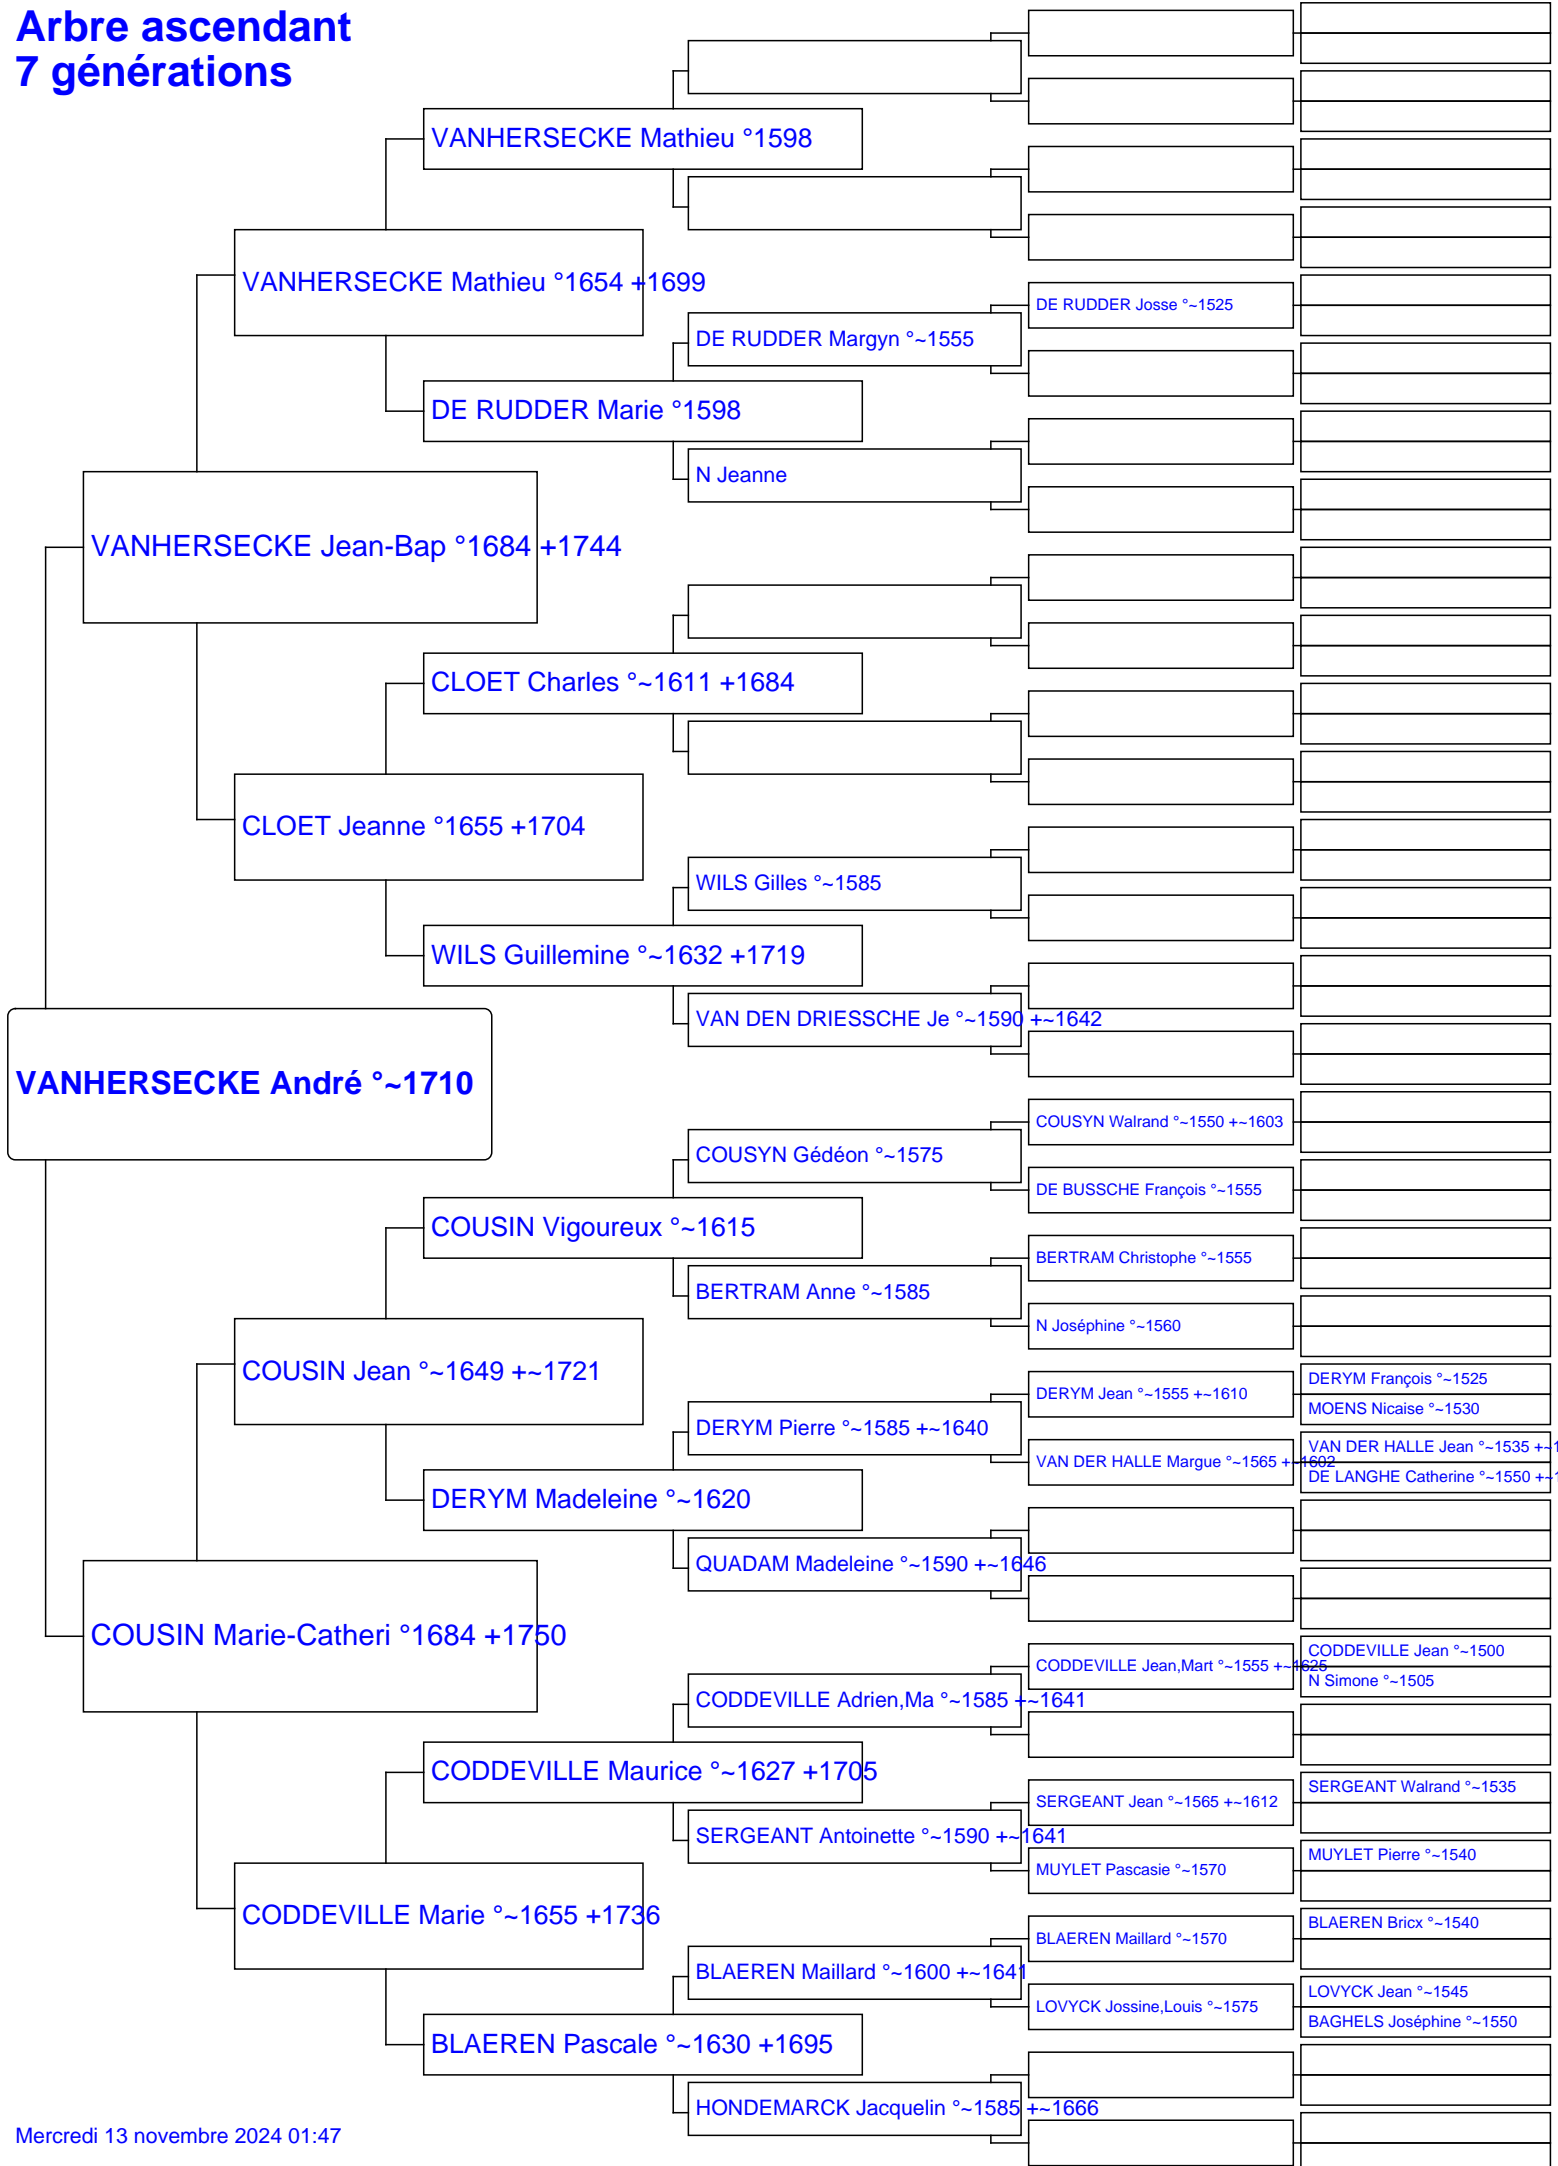 Arbre ascendant
7 générations
VANHERSECKE Mathieu °1598
VANHERSECKE Mathieu °1654 +1699
DE RUDDER Josse °~1525
DE RUDDER Margyn °~1555
DE RUDDER Marie °1598
N Jeanne
VANHERSECKE Jean-Bap °1684 +1744
CLOET Charles °~1611 +1684
CLOET Jeanne °1655 +1704
WILS Gilles °~1585
WILS Guillemine °~1632 +1719
VAN DEN DRIESSCHE Je °~1590 +~1642
VANHERSECKE André °~1710
COUSYN Walrand °~1550 +~1603
COUSYN Gédéon °~1575
DE BUSSCHE François °~1555
COUSIN Vigoureux °~1615
BERTRAM Christophe °~1555
BERTRAM Anne °~1585
N Joséphine °~1560
COUSIN Jean °~1649 +~1721
DERYM François °~1525
DERYM Jean °~1555 +~1610
MOENS Nicaise °~1530
DERYM Pierre °~1585 +~1640
VAN DER HALLE Jean °~1535 +~1
VAN DER HALLE Margue °~1565 +~1602
DE LANGHE Catherine °~1550 +~1
DERYM Madeleine °~1620
QUADAM Madeleine °~1590 +~1646
COUSIN Marie-Catheri °1684 +1750
CODDEVILLE Jean °~1500
CODDEVILLE Jean,Mart °~1555 +~1625
N Simone °~1505
CODDEVILLE Adrien,Ma °~1585 +~1641
CODDEVILLE Maurice °~1627 +1705
SERGEANT Walrand °~1535
SERGEANT Jean °~1565 +~1612
SERGEANT Antoinette °~1590 +~1641
MUYLET Pierre °~1540
MUYLET Pascasie °~1570
CODDEVILLE Marie °~1655 +1736
BLAEREN Bricx °~1540
BLAEREN Maillard °~1570
BLAEREN Maillard °~1600 +~1641
LOVYCK Jean °~1545
LOVYCK Jossine,Louis °~1575
BAGHELS Joséphine °~1550
BLAEREN Pascale °~1630 +1695
HONDEMARCK Jacquelin °~1585 +~1666
Mercredi 13 novembre 2024 01:47